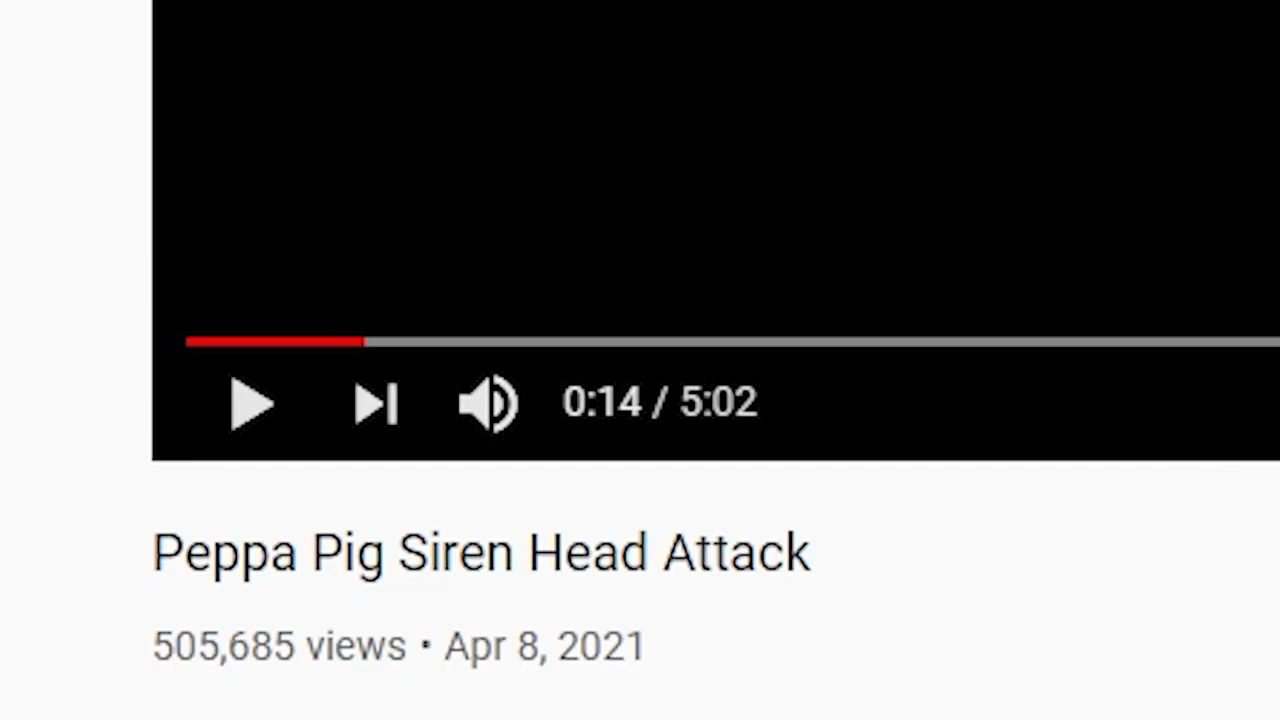 0:14 / 5:02
Peppa Pig Siren Head Attack
505,685 views • Apr 8, 2021